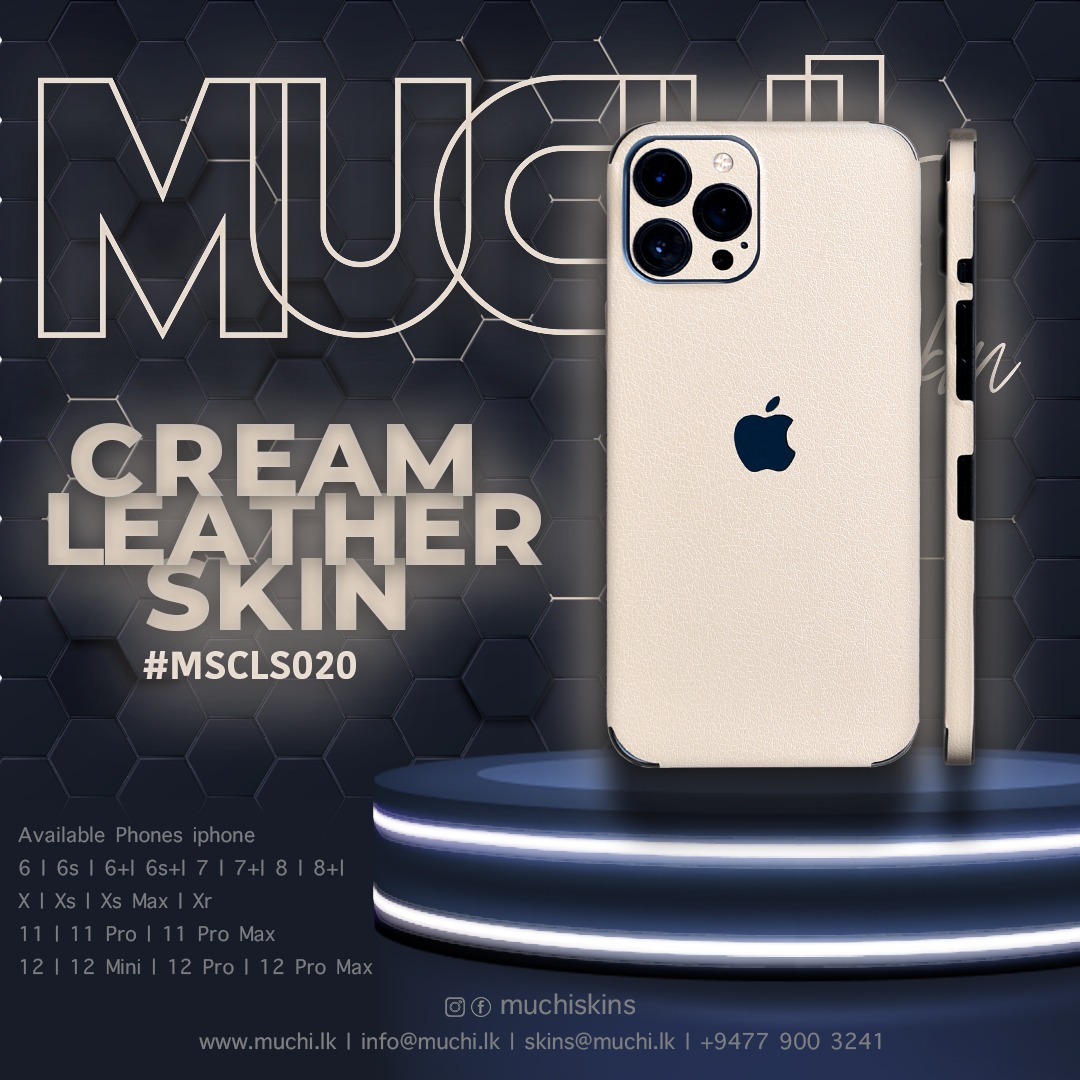 MUCHI
CREAM
LEATHER
SKIN
#MSCLS020
Available Phones iphone
6 | 6s | 6+| 6s+| 7 | 7+| 8 | 8+|
X | Xs | Xs Max | Xr
11 | 11 Pro | 11 Pro Max
12 | 12 Mini | 12 Pro | 12 Pro Max
muchiskins
www.muchi.lk | info@muchi.lk | skins@muchi.lk | +9477 900 3241